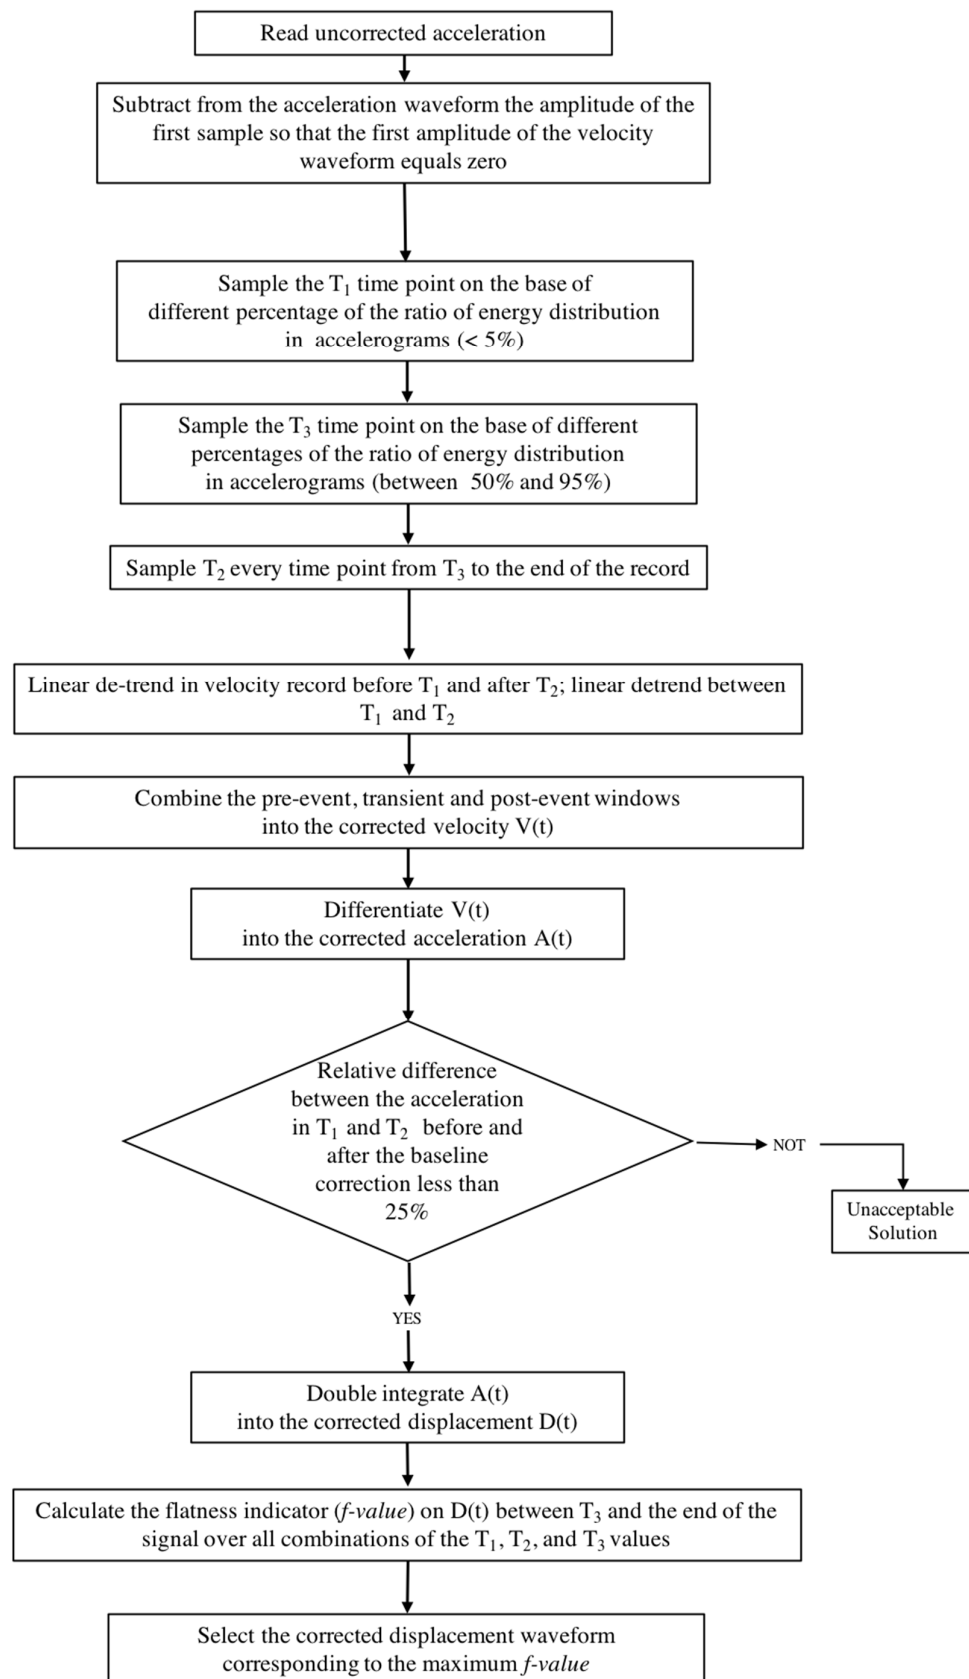 Read uncorrected acceleration
Subtract from the acceleration waveform the amplitude of the
first sample so that the first amplitude of the velocity
waveform equals zero
Sample the T₁ time point on the base of
different percentage of the ratio of energy distribution
in accelerograms (< 5%)
Sample the T₃ time point on the base of different
percentages of the ratio of energy distribution
in accelerograms (between 50% and 95%)
Sample T₂ every time point from T₃ to the end of the record
Linear de-trend in velocity record before T₁ and after T₂; linear detrend between
T₁ and T₂
Combine the pre-event, transient and post-event windows
into the corrected velocity V(t)
Differentiate V(t)
into the corrected acceleration A(t)
Relative difference
between the acceleration
in T₁ and T₂ before and
after the baseline
correction less than
25%
NOT
Unacceptable
Solution
YES
Double integrate A(t)
into the corrected displacement D(t)
Calculate the flatness indicator (f-value) on D(t) between T₃ and the end of the
signal over all combinations of the T₁, T₂, and T₃ values
Select the corrected displacement waveform
corresponding to the maximum f-value